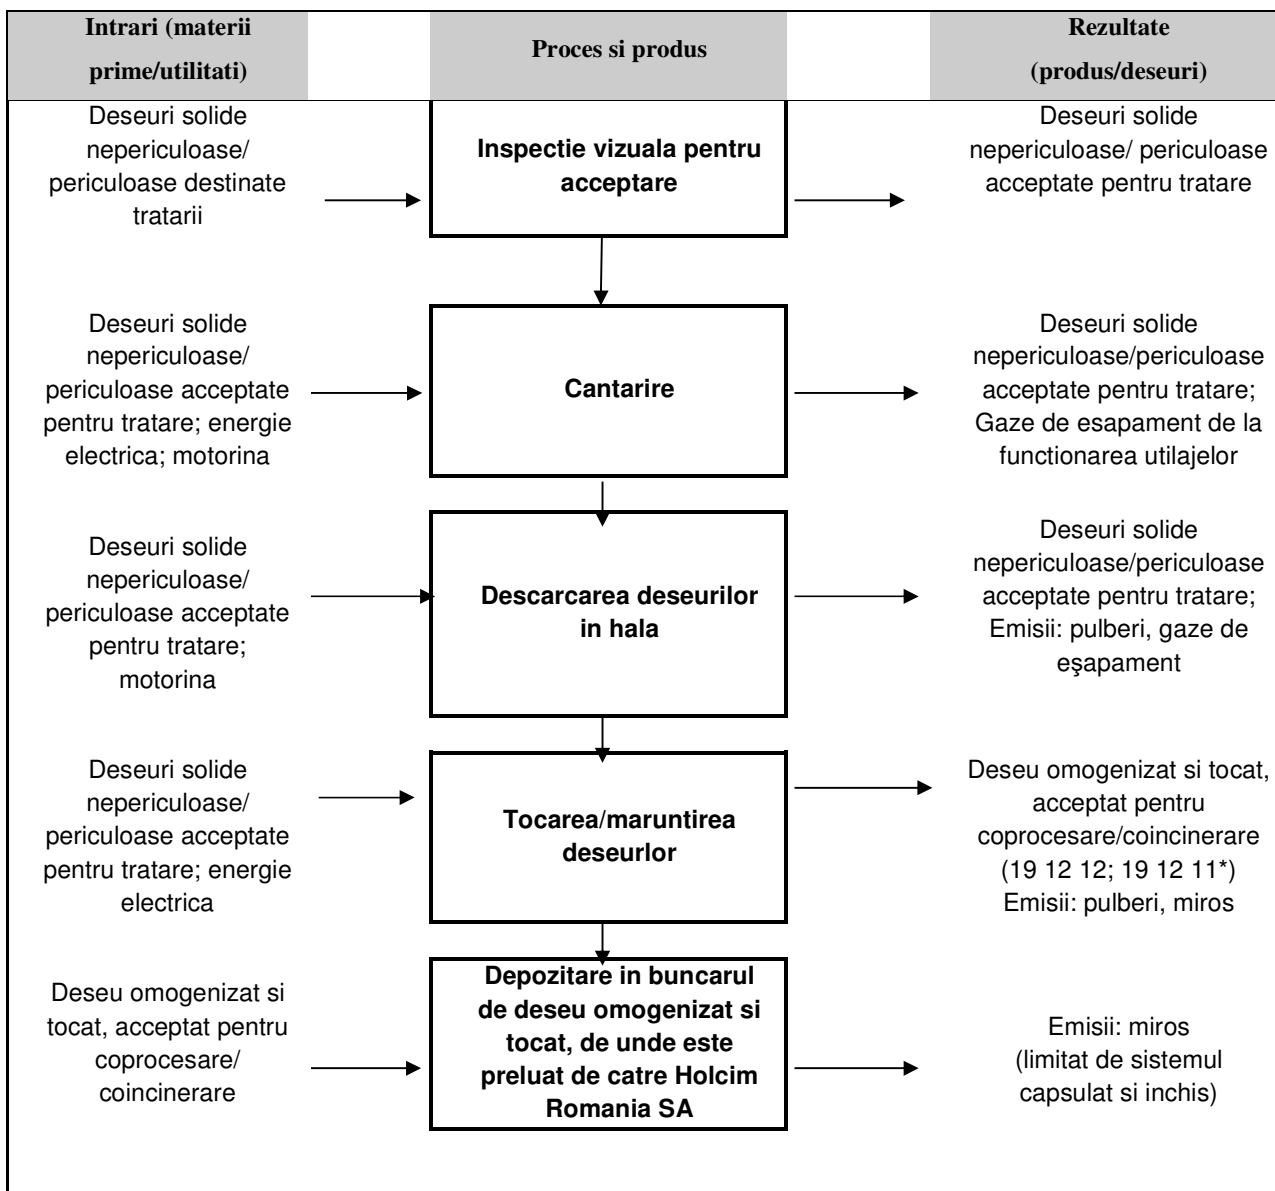 Intrari (materii
prime/utilitati)
Proces si produs
Rezultate
(produs/deseuri)
Deseuri solide
nepericuloase/
periculoase destinate
tratarii
Inspectie vizuala pentru
acceptare
Deseuri solide
nepericuloase/ periculoase
acceptate pentru tratare
Deseuri solide
nepericuloase/
periculoase acceptate
pentru tratare; energie
electrica; motorina
Cantarire
Deseuri solide
nepericuloase/periculoase
acceptate pentru tratare;
Gaze de esapament de la
functionarea utilajelor
Deseuri solide
nepericuloase/
periculoase acceptate
pentru tratare;
motorina
Descarcarea deseurilor
in hala
Deseuri solide
nepericuloase/periculoase
acceptate pentru tratare;
Emisii: pulberi, gaze de
eşapament
Deseuri solide
nepericuloase/
periculoase acceptate
pentru tratare; energie
electrica
Tocarea/maruntirea
deseurlor
Deseu omogenizat si tocat,
acceptat pentru
coprocesare/coincinerare
(19 12 12; 19 12 11*)
Emisii: pulberi, miros
Deseu omogenizat si
tocat, acceptat pentru
coprocesare/
coincinerare
Depozitare in buncarul
de deseu omogenizat si
tocat, de unde este
preluat de catre Holcim
Romania SA
Emisii: miros
(limitat de sistemul
capsulat si inchis)